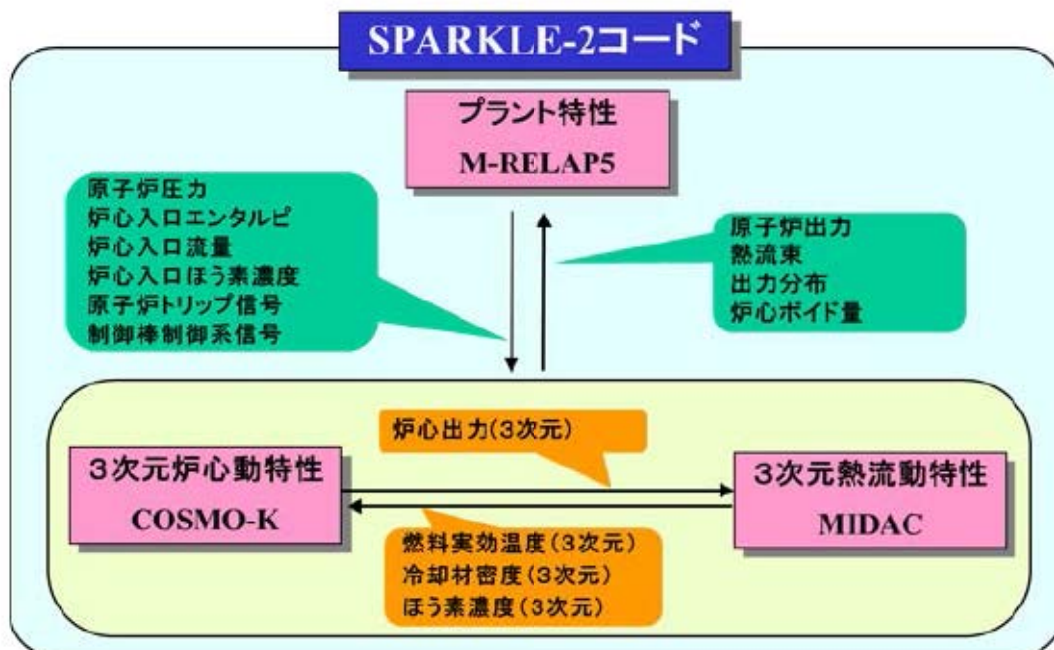 SPARKLE-2コード
プラント特性
M-RELAP5
原子炉圧力
炉心入口エンタルピ
炉心入口流量
炉心入口ほう素濃度
原子炉トリップ信号
制御棒制御系信号
原子炉出力
熱流束
出力分布
炉心ボイド量
炉心出力(3次元)
3次元炉心動特性
COSMO-K
3次元熱流動特性
MIDAC
燃料実効温度(3次元)
冷却材密度(3次元)
ほう素濃度(3次元)